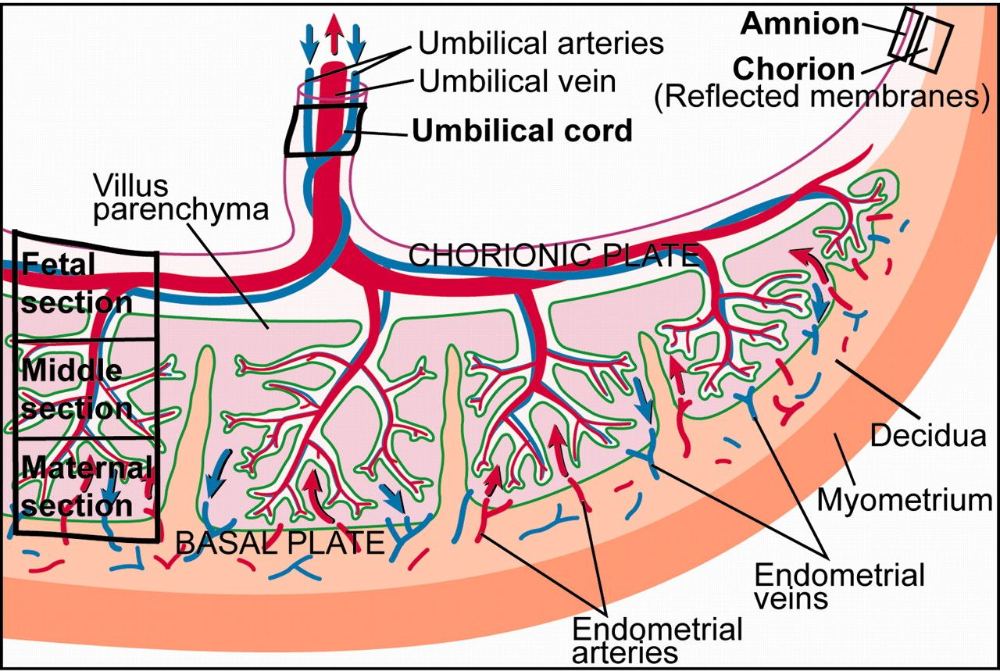 Amnion
Umbilical arteries
Chorion
Umbilical vein
(Reflected membranes)
Umbilical cord
Villus
parenchyma
CHORIONIC PLATE
Fetal
section
Middle
section
Maternal
section
BASAL PLATE
Decidua
Myometrium
Endometrial
veins
Endometrial
arteries